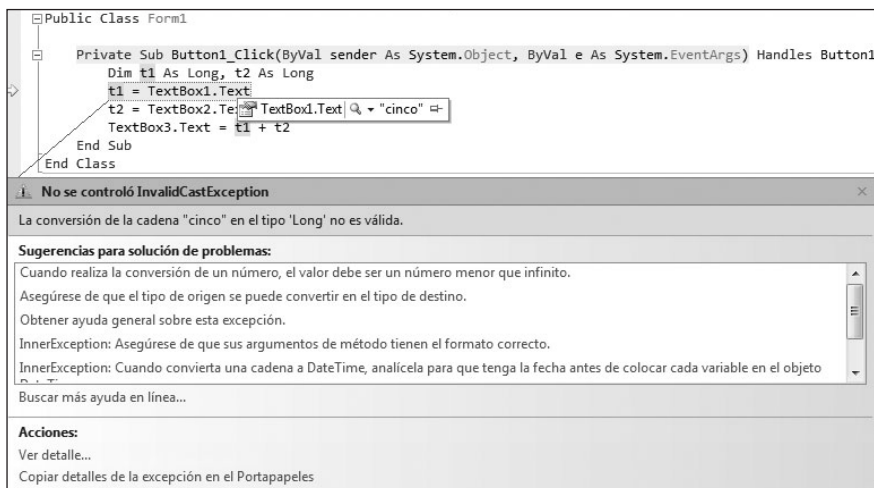 Public Class Form1
Private Sub Button1_Click(ByVal sender As System.Object, ByVal e As System.EventArgs) Handles Button1
Dim t1 As Long, t2 As Long
t1 = TextBox1.Text
t2 = TextBox2.Te TextBox1.Text "cinco"
TextBox3.Text = t1 + t2
End Sub
End Class
No se controló InvalidCastException
La conversión de la cadena "cinco" en el tipo 'Long' no es válida.
Sugerencias para solución de problemas:
Cuando realiza la conversión de un número, el valor debe ser un número menor que infinito.
Asegúrese de que el tipo de origen se puede convertir en el tipo de destino.
Obtener ayuda general sobre esta excepción.
InnerException: Asegúrese de que sus argumentos de método tienen el formato correcto.
InnerException: Cuando convierta una cadena a DateTime, analícela para que tenga la fecha antes de colocar cada variable en el objeto
Buscar más ayuda en línea...
Acciones:
Ver detalle...
Copiar detalles de la excepción en el Portapapeles